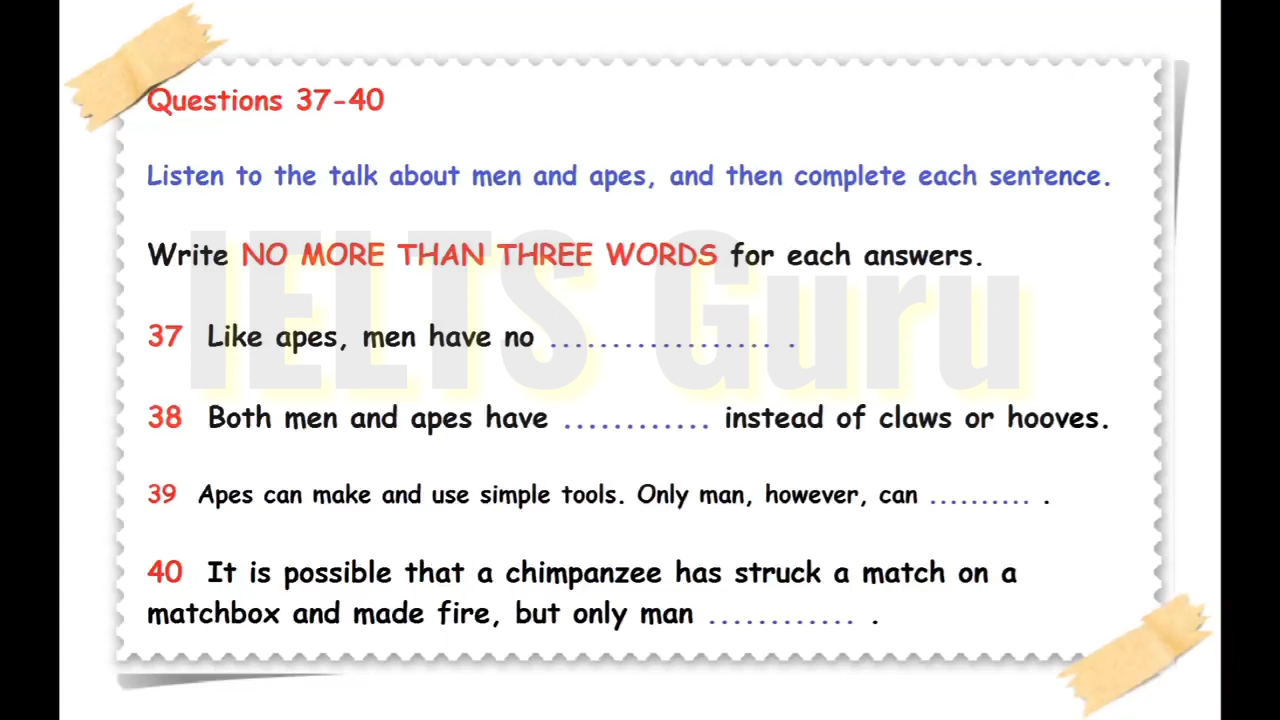 Questions 37-40
Listen to the talk about men and apes, and then complete each sentence.
Write NO MORE THAN THREE WORDS for each answers.
IELTS Guru
37 Like apes, men have no .................. .
38 Both men and apes have ............ instead of claws or hooves.
39 Apes can make and use simple tools. Only man, however, can .......... .
40 It is possible that a chimpanzee has struck a match on a
matchbox and made fire, but only man ............ .